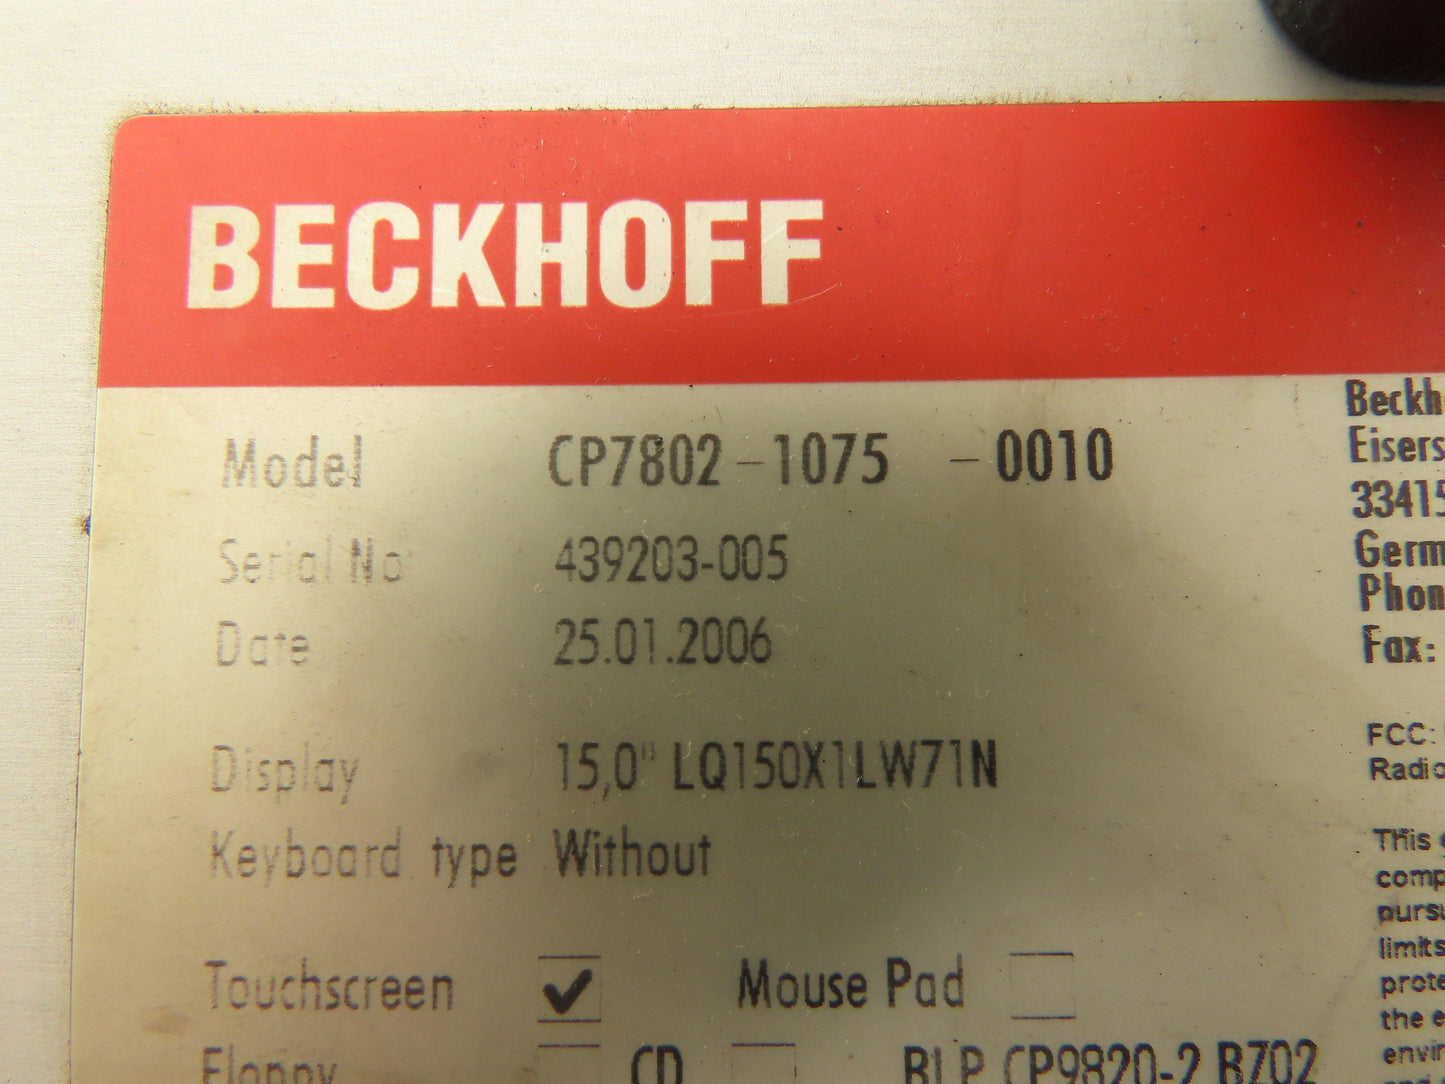 BECKHOFF
Model CP7802-1075 -0010
Serial No 439203-005
Date 25.01.2006
Display 15,0" LQ150X1LW71N
Keyboard type Without
Touchscreen ✓ Mouse Pad
Floppy CD BLP CP9820-2 B702
Beckh
Eisers
33415
Germ
Phon
Fax:
FCC:
Radio
This
comp
pursu
limits
prote
the e
envir